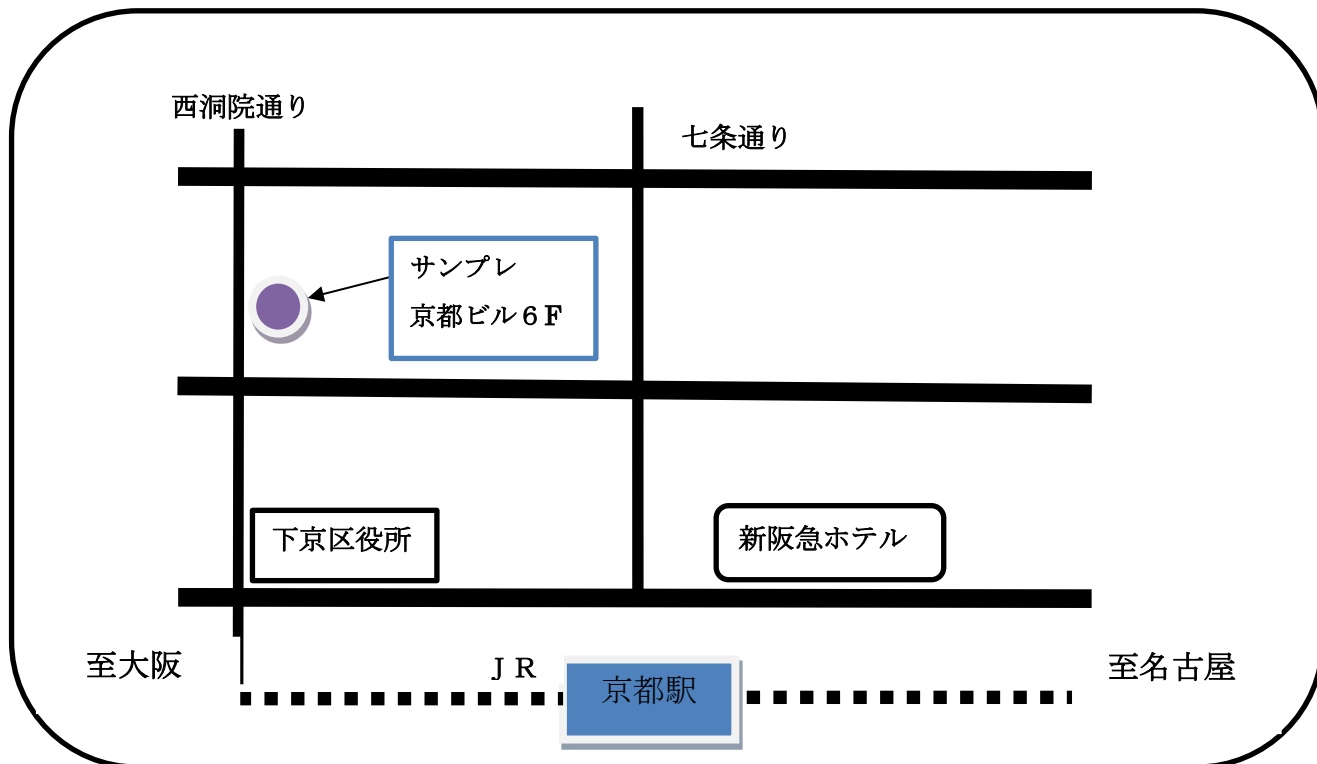 西洞院通り
七条通り
サンプレ
京都ビル６F
下京区役所
新阪急ホテル
至大阪
ＪＲ
京都駅
至名古屋